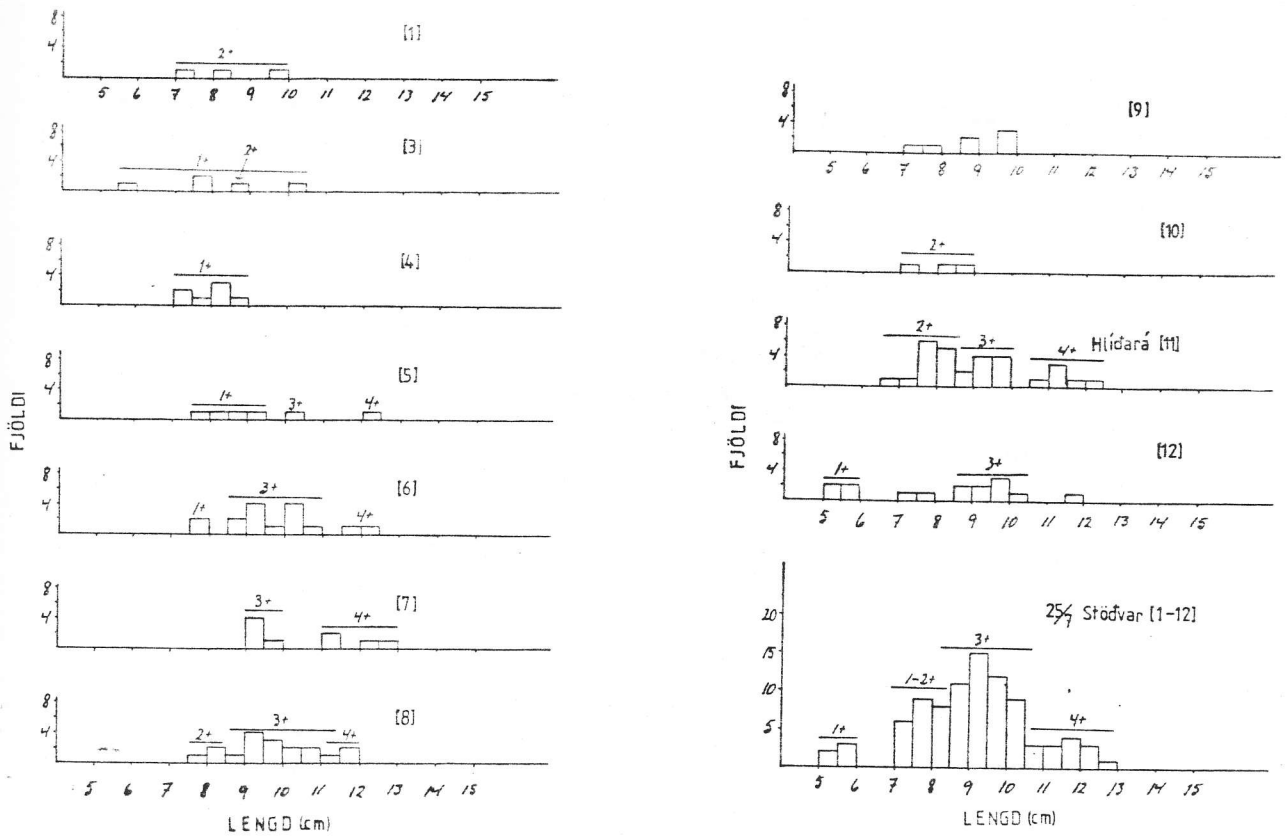 8
4
[1]
2+
5 6 7 8 9 10 11 12 13 14 15
8
4
[3]
1+ 2+
8
4
[4]
1+
8
4
[5]
1+ 3+ 4+
FJÖLDI
8
4
[6]
1+ 3+ 4+
8
4
[7]
3+ 4+
8
4
[8]
2+ 3+ 4+
5 6 7 8 9 10 11 12 13 14 15
LENGD (cm)
8
4
[9]
5 6 7 8 9 10 11 12 13 14 15
8
4
[10]
2+
8
4
Hlíðará [11]
2+ 3+ 4+
FJÖLDI
8
4
[12]
1+ 3+
5 6 7 8 9 10 11 12 13 14 15
20
15
10
5
25/7 Stöðvar [1-12]
1+ 1-2+ 3+ 4+
5 6 7 8 9 10 11 12 13 14 15
LENGD (cm)